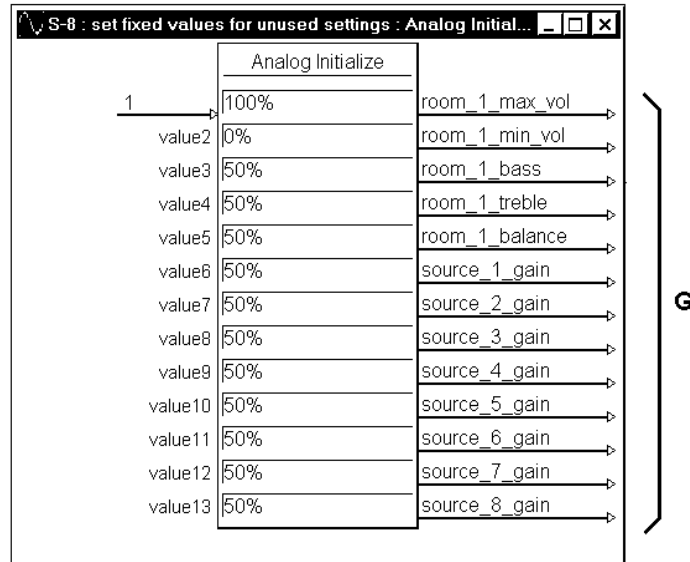 S-8 : set fixed values for unused settings : Analog Initial...
Analog Initialize
1 100% room_1_max_vol
value2 0% room_1_min_vol
value3 50% room_1_bass
value4 50% room_1_treble
value5 50% room_1_balance
value6 50% source_1_gain
value7 50% source_2_gain
value8 50% source_3_gain
value9 50% source_4_gain
value10 50% source_5_gain
value11 50% source_6_gain
value12 50% source_7_gain
value13 50% source_8_gain
G